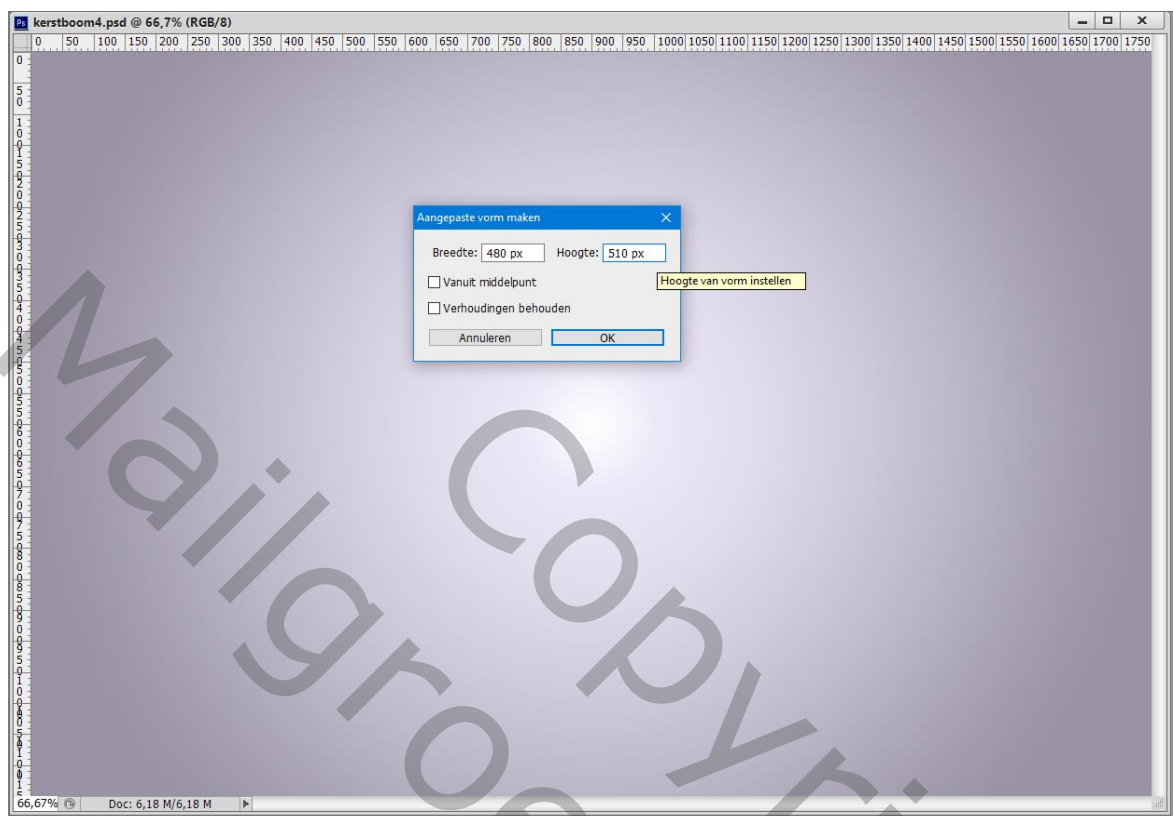 kerstboom4.psd @ 66,7% (RGB/8)
0 50 100 150 200 250 300 350 400 450 500 550 600 650 700 750 800 850 900 950 1000 1050 1100 1150 1200 1250 1300 1350 1400 1450 1500 1550 1600 1650 1700 1750
Aangepaste vorm maken
Breedte: 480 px Hoogte: 510 px
Vanuit middelpunt
Hoogte van vorm instellen
Verhoudingen behouden
Annuleren OK
Mailgro
Copyri
66,67% Doc: 6,18 M/6,18 M